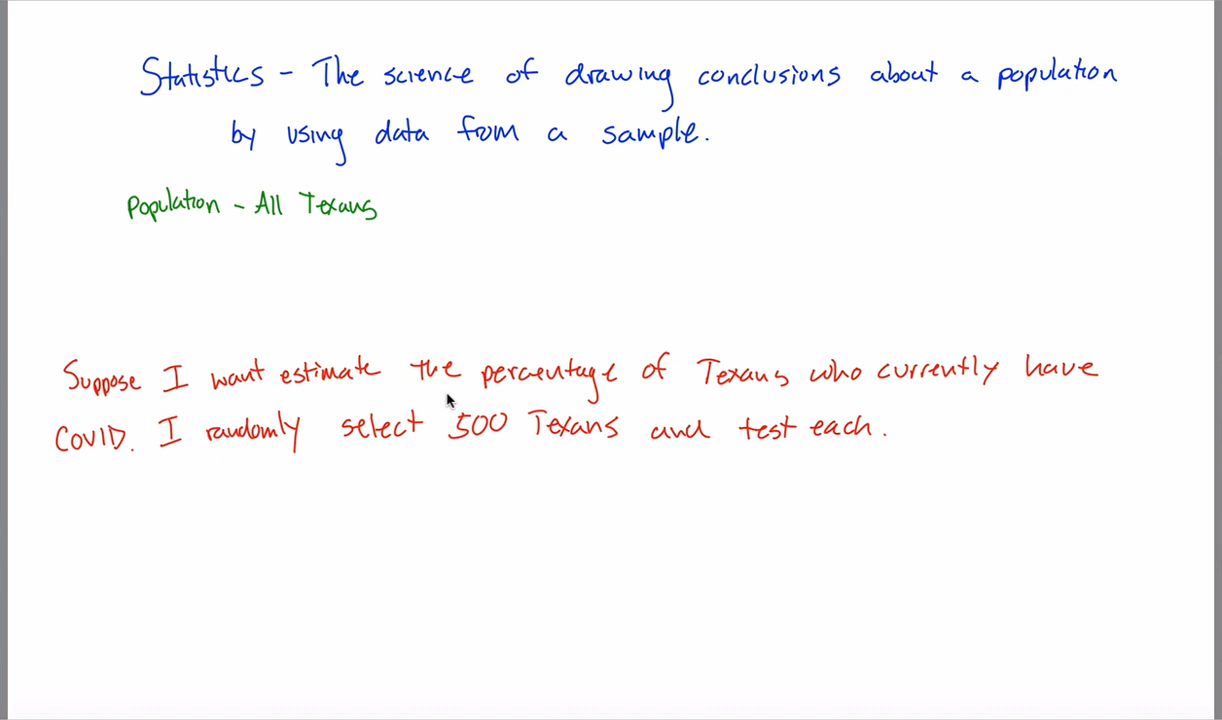 Statistics - The science of drawing conclusions about a population
by using data from a sample.
Population - All Texans
Suppose I want estimate the percentage of Texans who currently have
COVID. I randomly select 500 Texans and test each.